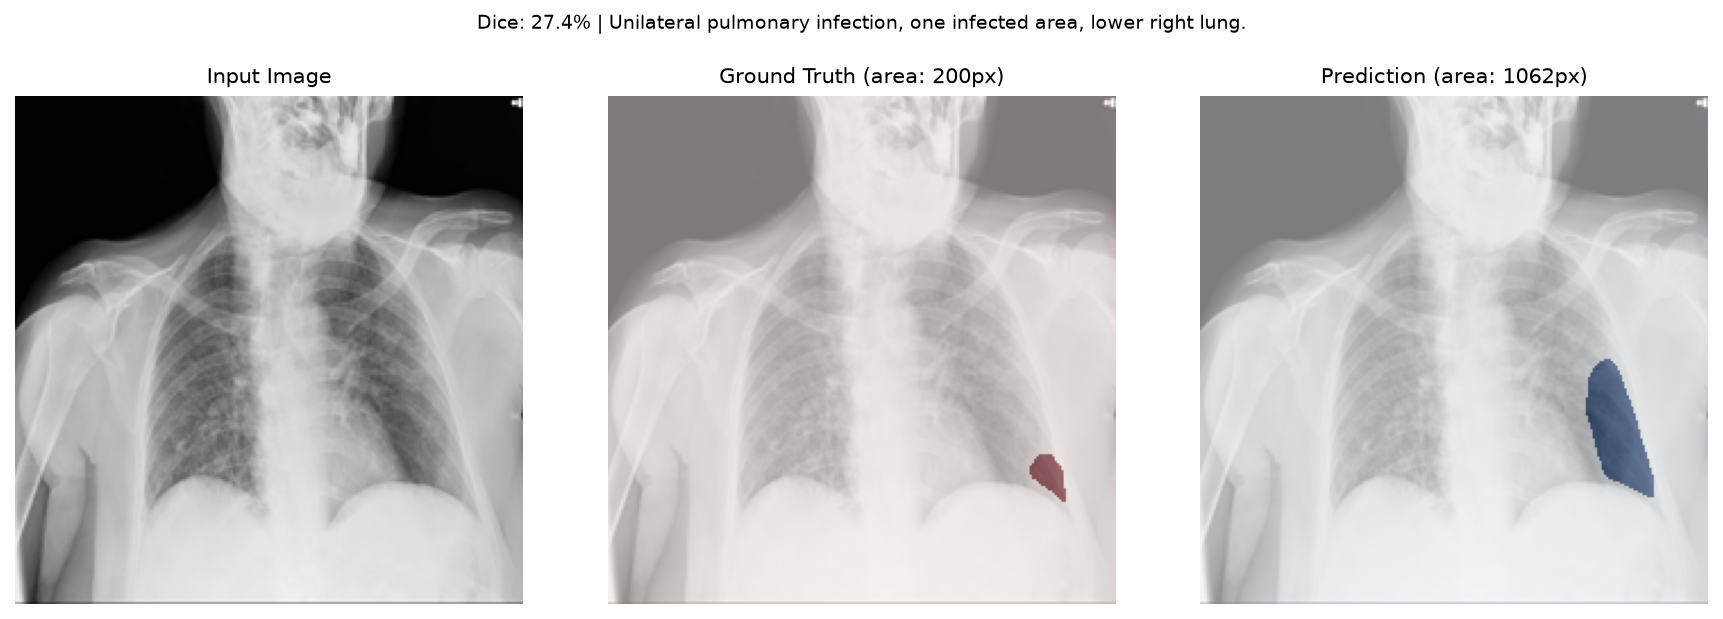 Dice: 27.4% | Unilateral pulmonary infection, one infected area, lower right lung.
Input Image
Ground Truth (area: 200px)
Prediction (area: 1062px)